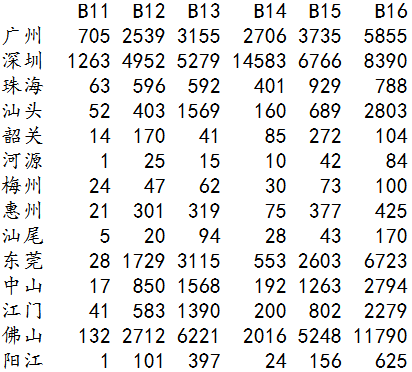 B11 B12 B13 B14 B15 B16
广州 705 2539 3155 2706 3735 5855
深圳 1263 4952 5279 14583 6766 8390
珠海 63 596 592 401 929 788
汕头 52 403 1569 160 689 2803
韶关 14 170 41 85 272 104
河源 1 25 15 10 42 84
梅州 24 47 62 30 73 100
惠州 21 301 319 75 377 425
汕尾 5 20 94 28 43 170
东莞 28 1729 3115 553 2603 6723
中山 17 850 1568 192 1263 2794
江门 41 583 1390 200 802 2279
佛山 132 2712 6221 2016 5248 11790
阳江 1 101 397 24 156 625